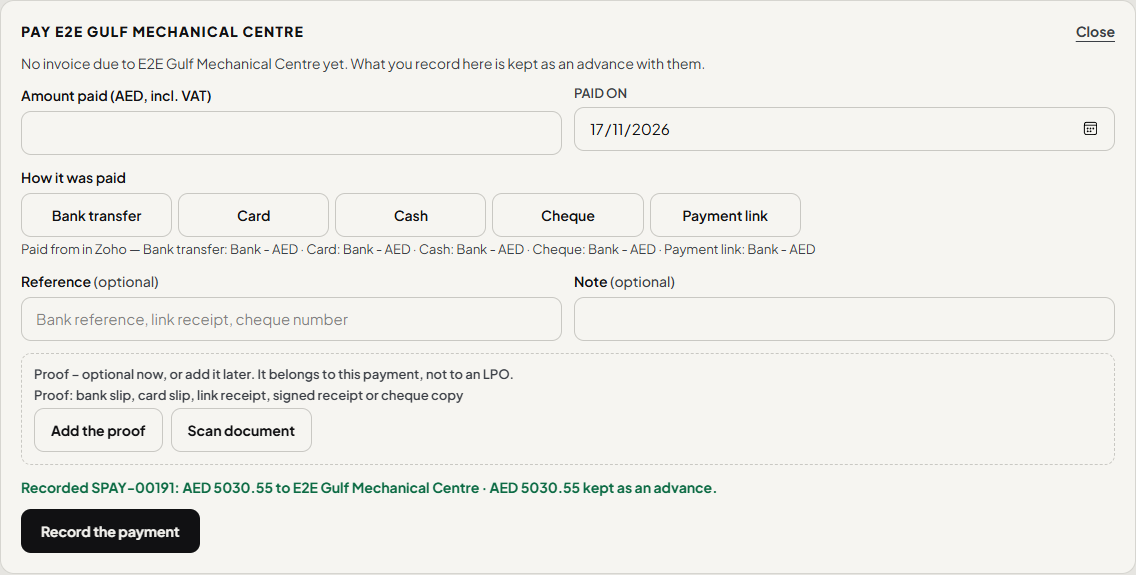 PAY E2E GULF MECHANICAL CENTRE
Close
No invoice due to E2E Gulf Mechanical Centre yet. What you record here is kept as an advance with them.
Amount paid (AED, incl. VAT)
PAID ON
17/11/2026
How it was paid
Bank transfer
Card
Cash
Cheque
Payment link
Paid from in Zoho — Bank transfer: Bank - AED · Card: Bank - AED · Cash: Bank - AED · Cheque: Bank - AED · Payment link: Bank - AED
Reference (optional)
Note (optional)
Bank reference, link receipt, cheque number
Proof – optional now, or add it later. It belongs to this payment, not to an LPO.
Proof: bank slip, card slip, link receipt, signed receipt or cheque copy
Add the proof
Scan document
Recorded SPAY-00191: AED 5030.55 to E2E Gulf Mechanical Centre · AED 5030.55 kept as an advance.
Record the payment